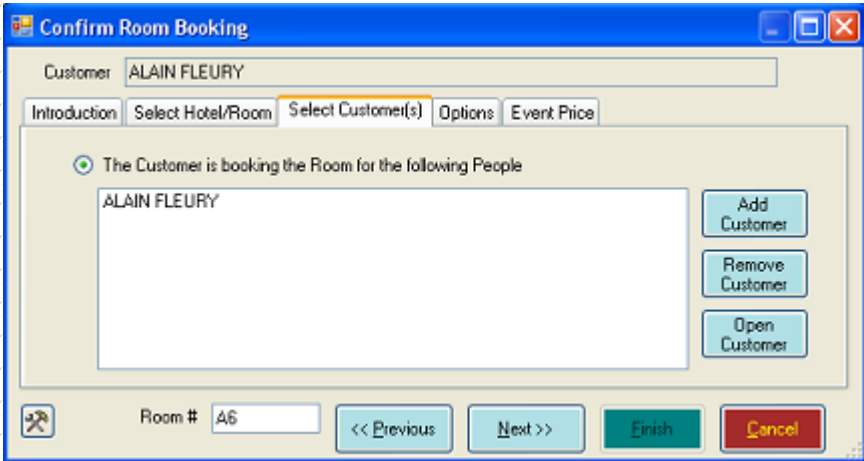 Confirm Room Booking
Customer ALAIN FLEURY
Introduction Select Hotel/Room Select Customer(s) Options Event Price
The Customer is booking the Room for the following People
ALAIN FLEURY
Add
Customer
Remove
Customer
Open
Customer
Room # A6 << Previous Next >> Finish Cancel